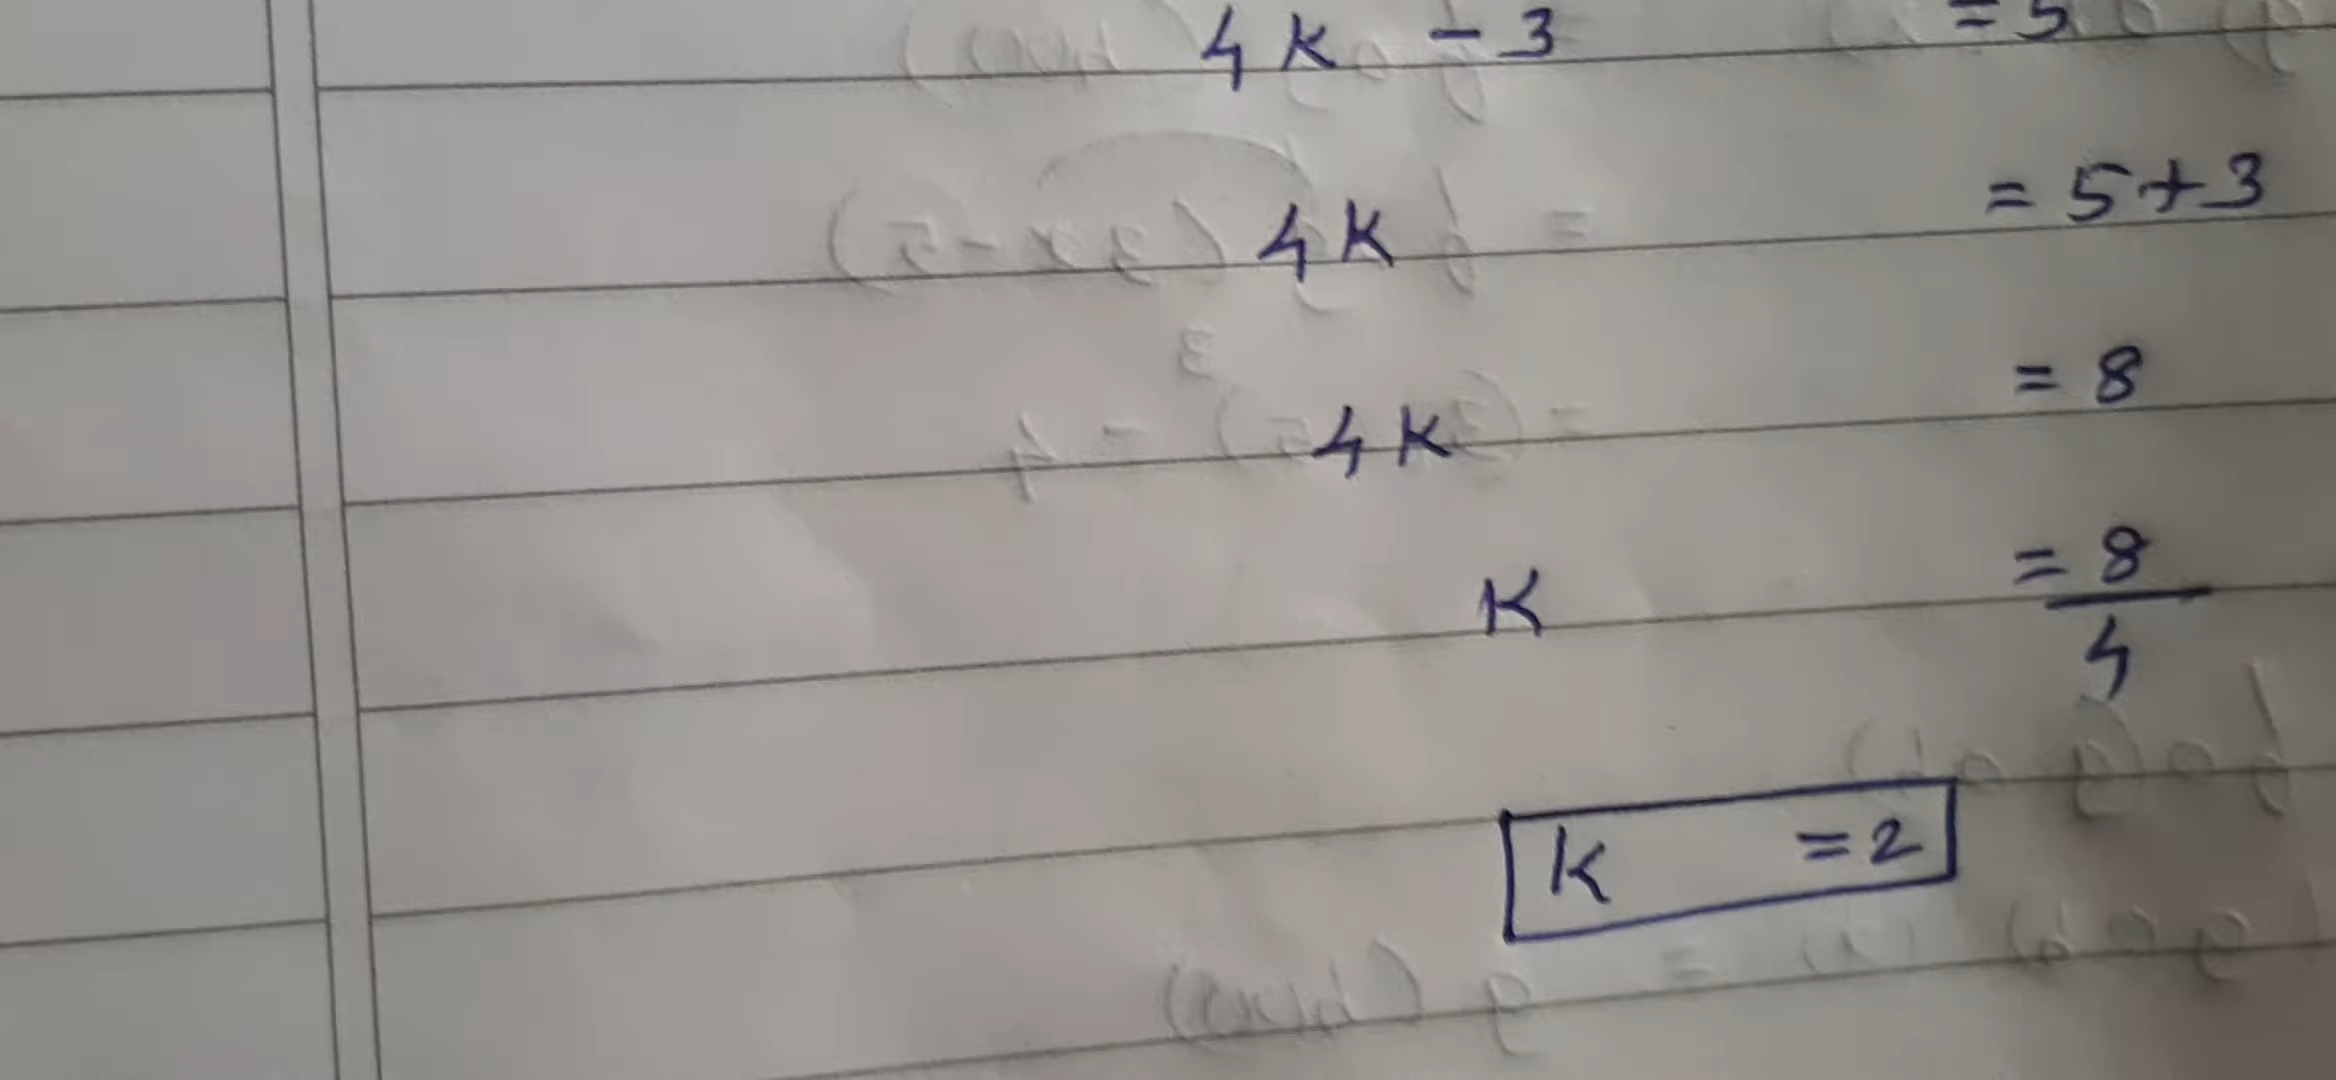 4k - 3 = 5
4k = 5+3
4k = 8
k = 8/4
k = 2